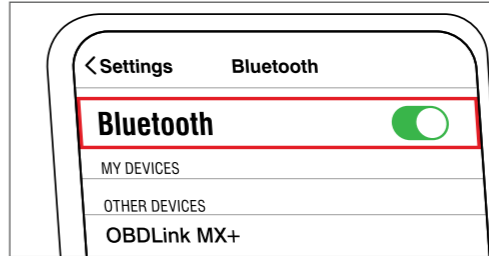 Settings Bluetooth
Bluetooth
MY DEVICES
OTHER DEVICES
OBDLink MX+